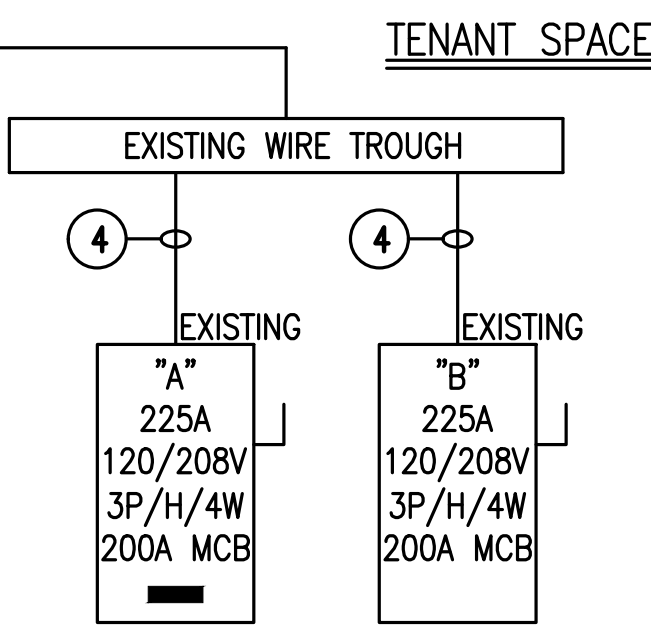 TENANT SPACE
EXISTING WIRE TROUGH
4
4
EXISTING
EXISTING
"A"
225A
120/208V
3P/H/4W
200A MCB
"B"
225A
120/208V
3P/H/4W
200A MCB